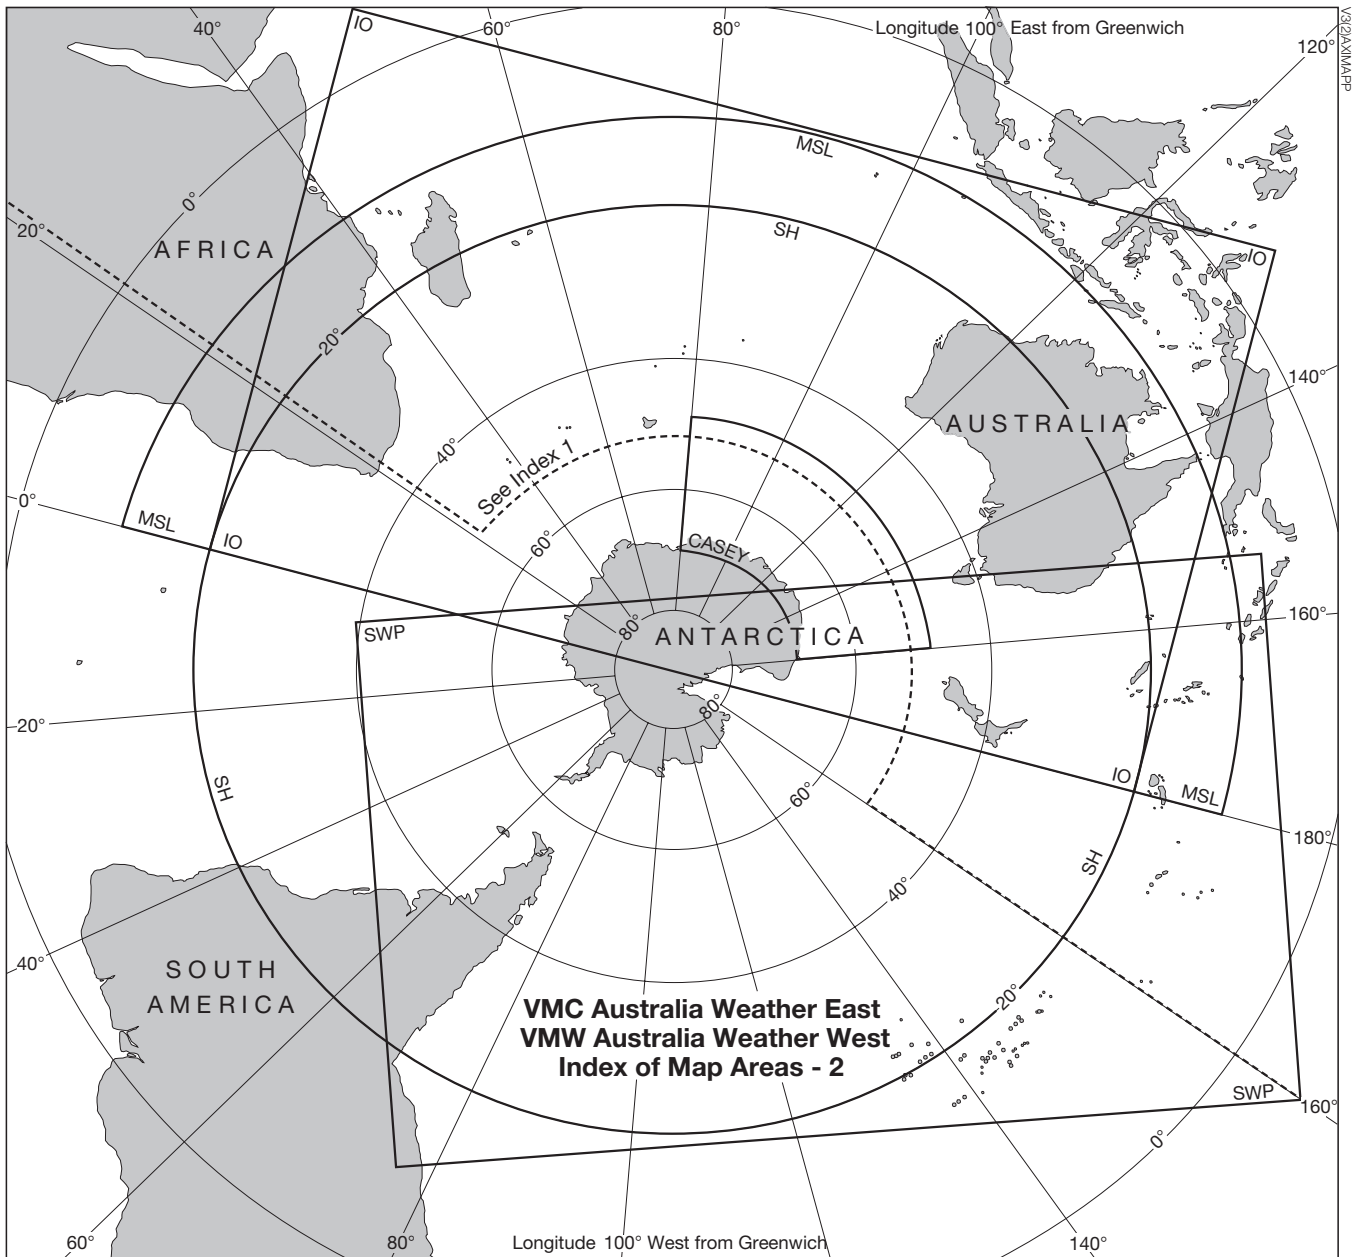 40°
IO
60°
80°
Longitude 100° East from Greenwich
120°
V3/(2)/AXIMAPP
MSL
0°
SH
20°
AFRICA
IO
20°
140°
AUSTRALIA
40°
See Index 1
0°
MSL
IO
60°
CASEY
160°
SWP
80°
ANTARCTICA
20°
80°
SH
60°
IO
MSL
180°
SH
40°
40°
SOUTH
AMERICA
20°
VMC Australia Weather East
VMW Australia Weather West
Index of Map Areas - 2
SWP
160°
0°
60°
80°
Longitude 100° West from Greenwich
140°